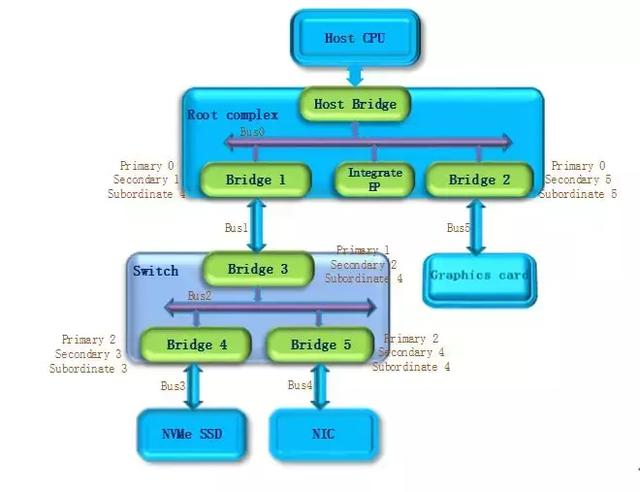 Host CPU
Host Bridge
Root complex
Bus0
Primary 0
Secondary 1
Subordinate 4
Bridge 1
Integrate
EP
Bridge 2
Primary 0
Secondary 5
Subordinate 5
Bus1
Bus5
Switch
Bridge 3
Primary 1
Secondary 2
Subordinate 4
Graphics card
Bus2
Primary 2
Secondary 3
Subordinate 3
Bridge 4
Bridge 5
Primary 2
Secondary 4
Subordinate 4
Bus3
Bus4
NVMe SSD
NIC